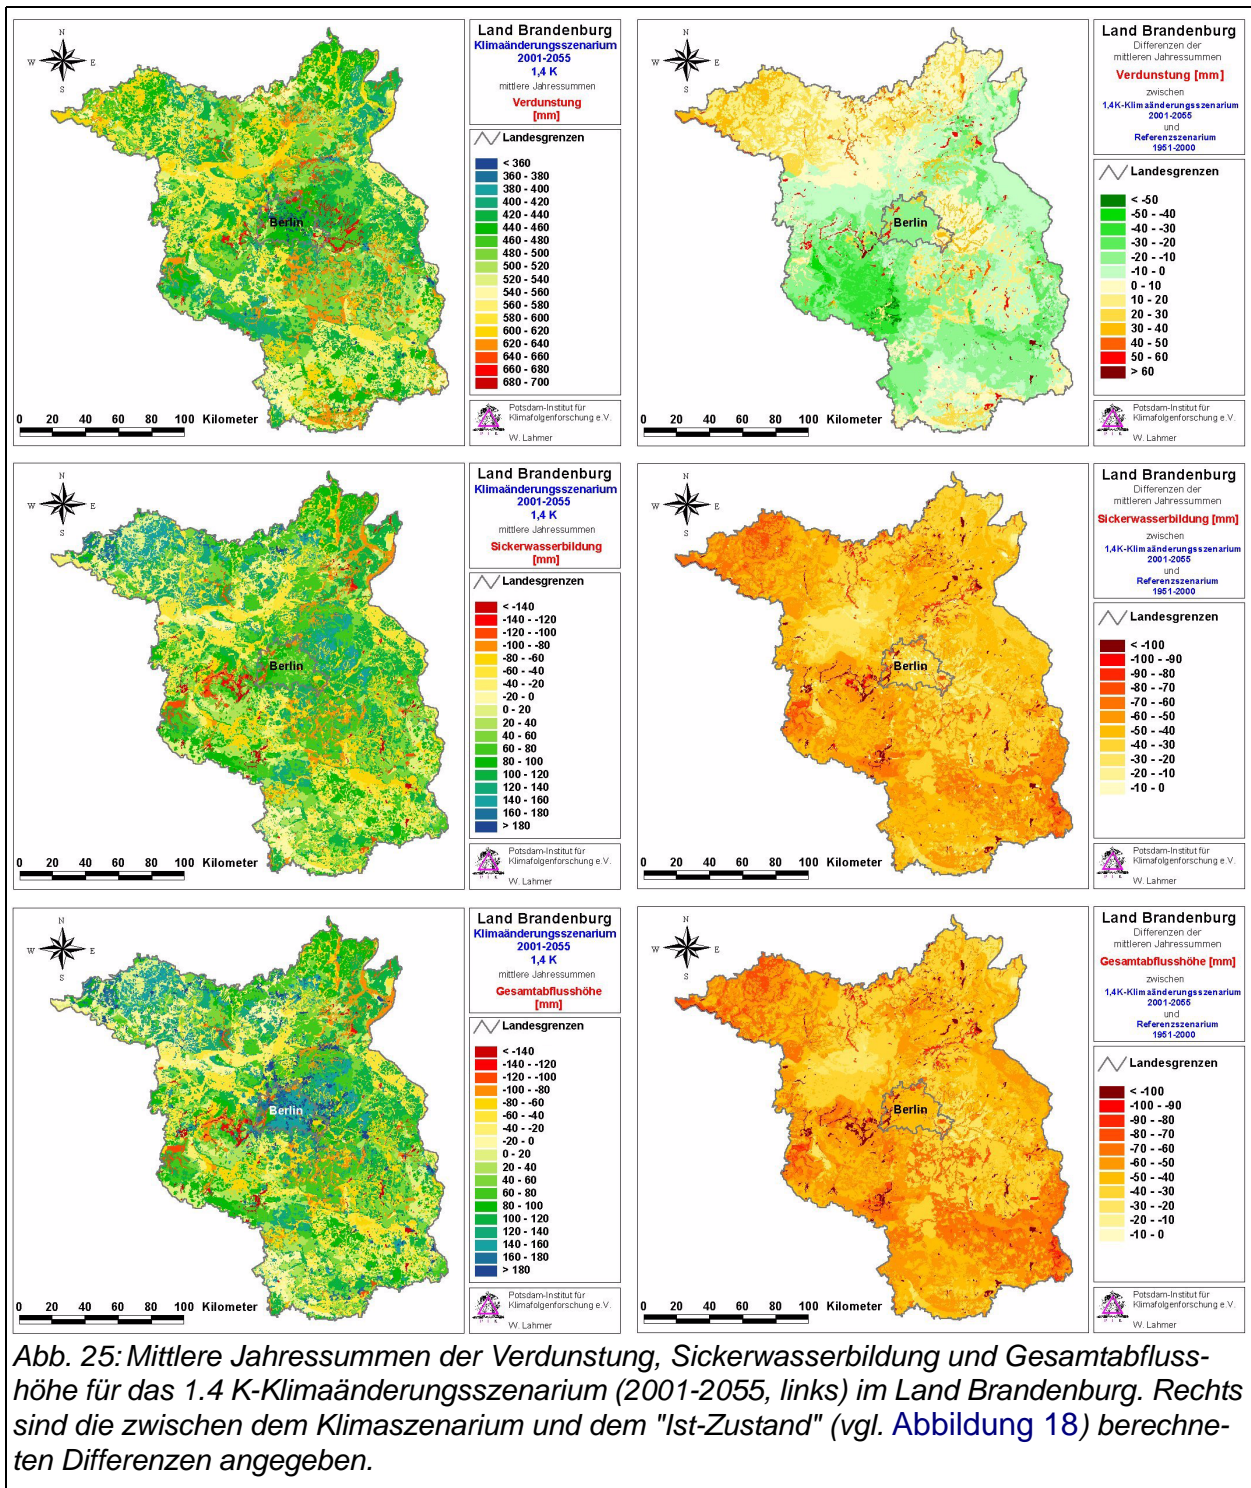 N
W E
S
Berlin
0 20 40 60 80 100 Kilometer
Land Brandenburg
Klimaänderungsszenarium
2001-2055
1,4 K
mittlere Jahressummen
Verdunstung
[mm]
Landesgrenzen
< 360
360 - 380
380 - 400
400 - 420
420 - 440
440 - 460
460 - 480
480 - 500
500 - 520
520 - 540
540 - 560
560 - 580
580 - 600
600 - 620
620 - 640
640 - 660
660 - 680
680 - 700
Potsdam-Institut für
Klimafolgenforschung e.V.
P I K
W. Lahmer
N
W E
S
Berlin
0 20 40 60 80 100 Kilometer
Land Brandenburg
Differenzen der
mittleren Jahressummen
Verdunstung [mm]
zwischen
1,4K-Klimaänderungsszenarium
2001-2055
und
Referenzszenarium
1951-2000
Landesgrenzen
< -50
-50 - -40
-40 - -30
-30 - -20
-20 - -10
-10 - 0
0 - 10
10 - 20
20 - 30
30 - 40
40 - 50
50 - 60
> 60
Potsdam-Institut für
Klimafolgenforschung e.V.
P I K
W. Lahmer
N
W E
S
Berlin
0 20 40 60 80 100 Kilometer
Land Brandenburg
Klimaänderungsszenarium
2001-2055
1,4 K
mittlere Jahressummen
Sickerwasserbildung
[mm]
Landesgrenzen
< -140
-140 - -120
-120 - -100
-100 - -80
-80 - -60
-60 - -40
-40 - -20
-20 - 0
0 - 20
20 - 40
40 - 60
60 - 80
80 - 100
100 - 120
120 - 140
140 - 160
160 - 180
> 180
Potsdam-Institut für
Klimafolgenforschung e.V.
P I K
W. Lahmer
N
W E
S
Berlin
0 20 40 60 80 100 Kilometer
Land Brandenburg
Differenzen der
mittleren Jahressummen
Sickerwasserbildung [mm]
zwischen
1,4K-Klimaänderungsszenarium
2001-2055
und
Referenzszenarium
1951-2000
Landesgrenzen
< -100
-100 - -90
-90 - -80
-80 - -70
-70 - -60
-60 - -50
-50 - -40
-40 - -30
-30 - -20
-20 - -10
-10 - 0
Potsdam-Institut für
Klimafolgenforschung e.V.
P I K
W. Lahmer
N
W E
S
Berlin
0 20 40 60 80 100 Kilometer
Land Brandenburg
Klimaänderungsszenarium
2001-2055
1,4 K
mittlere Jahressummen
Gesamtabflusshöhe
[mm]
Landesgrenzen
< -140
-140 - -120
-120 - -100
-100 - -80
-80 - -60
-60 - -40
-40 - -20
-20 - 0
0 - 20
20 - 40
40 - 60
60 - 80
80 - 100
100 - 120
120 - 140
140 - 160
160 - 180
> 180
Potsdam-Institut für
Klimafolgenforschung e.V.
P I K
W. Lahmer
N
W E
S
Berlin
0 20 40 60 80 100 Kilometer
Land Brandenburg
Differenzen der
mittleren Jahressummen
Gesamtabflusshöhe [mm]
zwischen
1,4K-Klimaänderungsszenarium
2001-2055
und
Referenzszenarium
1951-2000
Landesgrenzen
< -100
-100 - -90
-90 - -80
-80 - -70
-70 - -60
-60 - -50
-50 - -40
-40 - -30
-30 - -20
-20 - -10
-10 - 0
Potsdam-Institut für
Klimafolgenforschung e.V.
P I K
W. Lahmer
Abb. 25: Mittlere Jahressummen der Verdunstung, Sickerwasserbildung und Gesamtabfluss-
höhe für das 1.4 K-Klimaänderungsszenarium (2001-2055, links) im Land Brandenburg. Rechts
sind die zwischen dem Klimaszenarium und dem "Ist-Zustand" (vgl. Abbildung 18) berechne-
ten Differenzen angegeben.